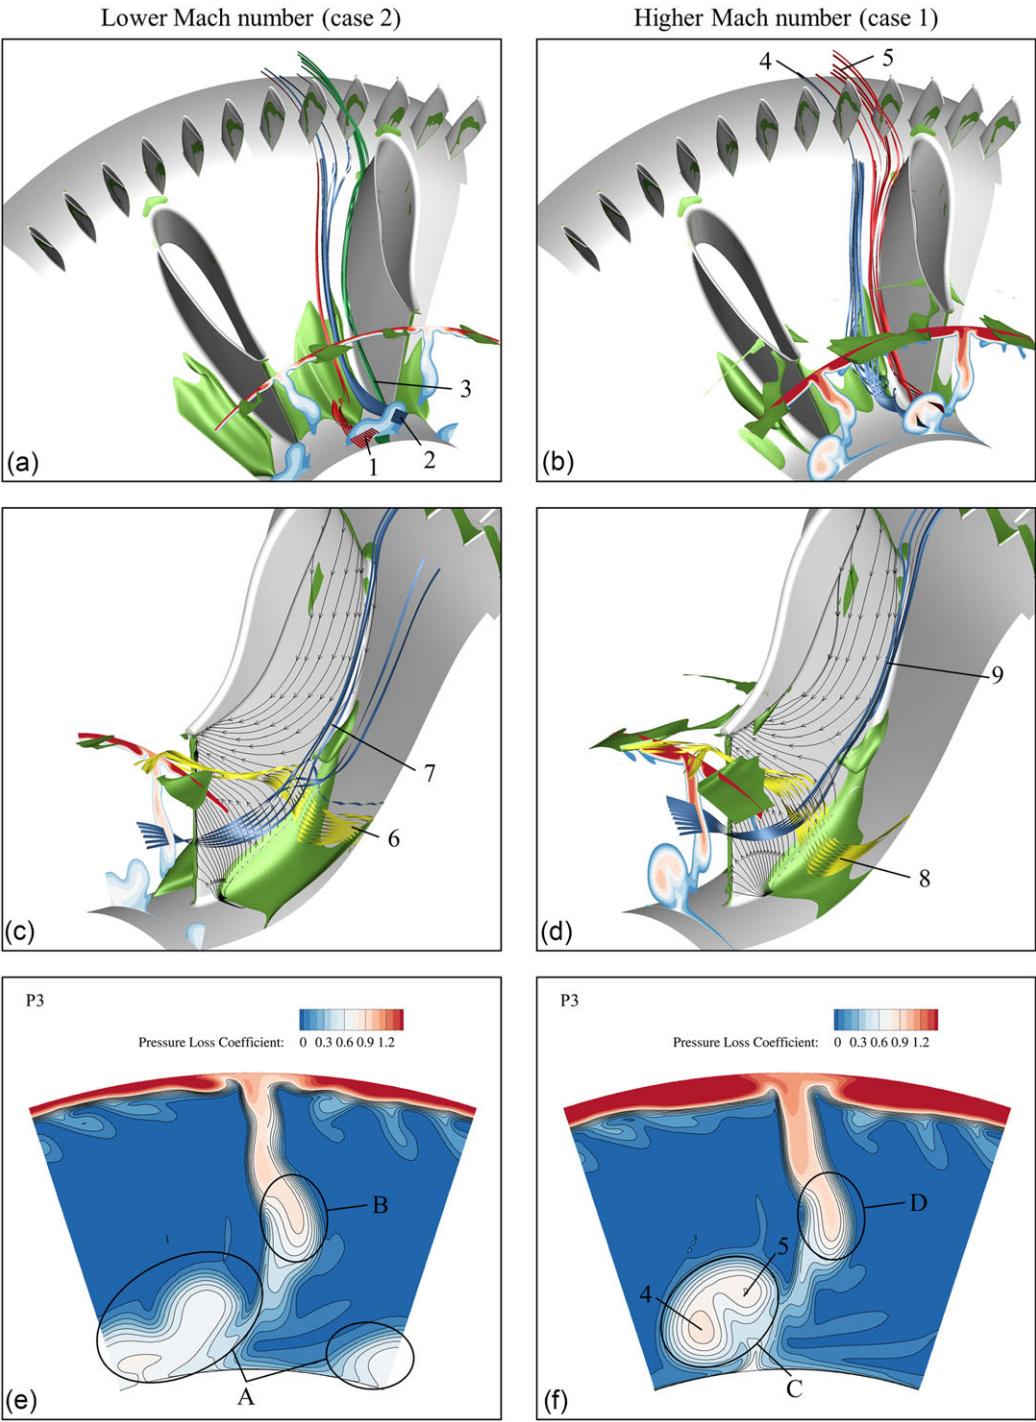 Lower Mach number (case 2)
Higher Mach number (case 1)
3
2
1
(a)
4
5
(b)
7
6
(c)
9
8
(d)
P3
Pressure Loss Coefficient: 0 0.3 0.6 0.9 1.2
B
A
(e)
P3
Pressure Loss Coefficient: 0 0.3 0.6 0.9 1.2
D
5
4
C
(f)